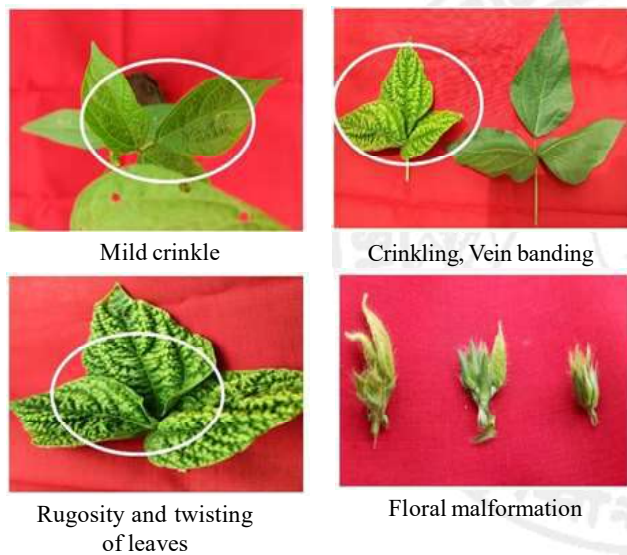 Mild crinkle
Crinkling, Vein banding
Rugosity and twisting
of leaves
Floral malformation